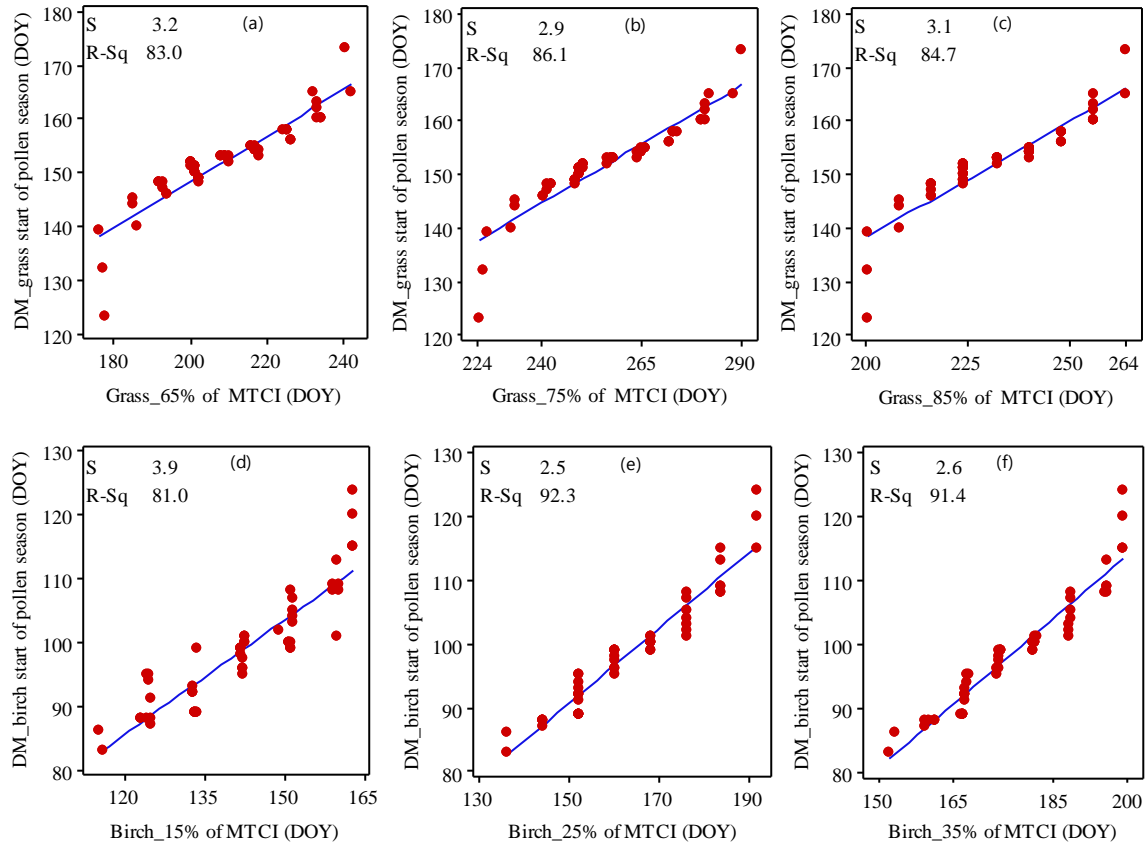 (a)
S 3.2
R-Sq 83.0
DM_grass start of pollen season (DOY)
170
160
150
140
130
120
180 200 220 240
Grass_65% of MTCI (DOY)
(b)
S 2.9
R-Sq 86.1
DM_grass start of pollen season (DOY)
180
170
160
150
140
130
120
224 240 265 290
Grass_75% of MTCI (DOY)
(c)
S 3.1
R-Sq 84.7
DM_grass start of pollen season (DOY)
180
170
160
150
140
130
120
200 225 250 264
Grass_85% of MTCI (DOY)
(d)
S 3.9
R-Sq 81.0
DM_birch start of pollen season (DOY)
130
120
110
100
90
80
120 135 150 165
Birch_15% of MTCI (DOY)
(e)
S 2.5
R-Sq 92.3
DM_birch start of pollen season (DOY)
130
120
110
100
90
80
130 150 170 190
Birch_25% of MTCI (DOY)
(f)
S 2.6
R-Sq 91.4
DM_birch start of pollen season (DOY)
130
120
110
100
90
80
150 165 185 200
Birch_35% of MTCI (DOY)